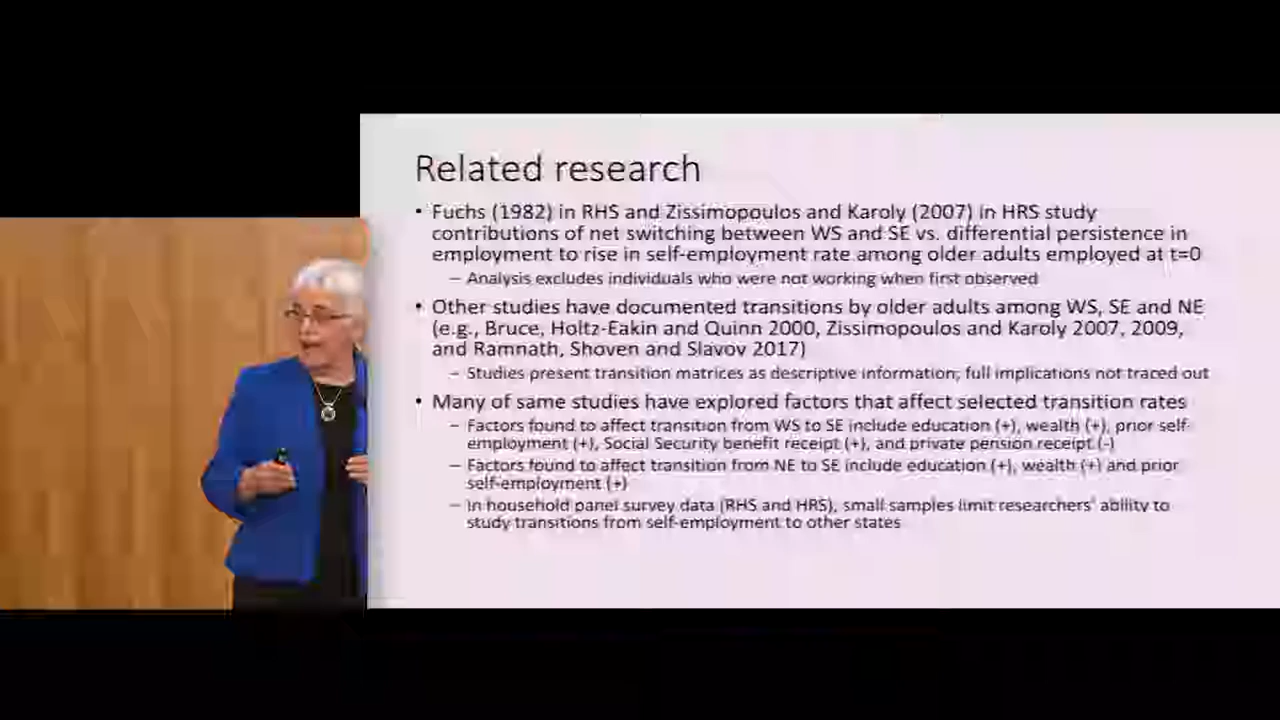 Related research
• Fuchs (1982) in RHS and Zissimopoulos and Karoly (2007) in HRS study
contributions of net switching between WS and SE vs. differential persistence in
employment to rise in self-employment rate among older adults employed at t=0
– Analysis excludes individuals who were not working when first observed
• Other studies have documented transitions by older adults among WS, SE and NE
(e.g., Bruce, Holtz-Eakin and Quinn 2000, Zissimopoulos and Karoly 2007, 2009,
and Ramnath, Shoven and Slavov 2017)
– Studies present transition matrices as descriptive information; full implications not traced out
• Many of same studies have explored factors that affect selected transition rates
– Factors found to affect transition from WS to SE include education (+), wealth (+), prior self-
employment (+), Social Security benefit receipt (+), and private pension receipt (-)
– Factors found to affect transition from NE to SE include education (+), wealth (+) and prior
self-employment (+)
– In household panel survey data (RHS and HRS), small samples limit researchers' ability to
study transitions from self-employment to other states